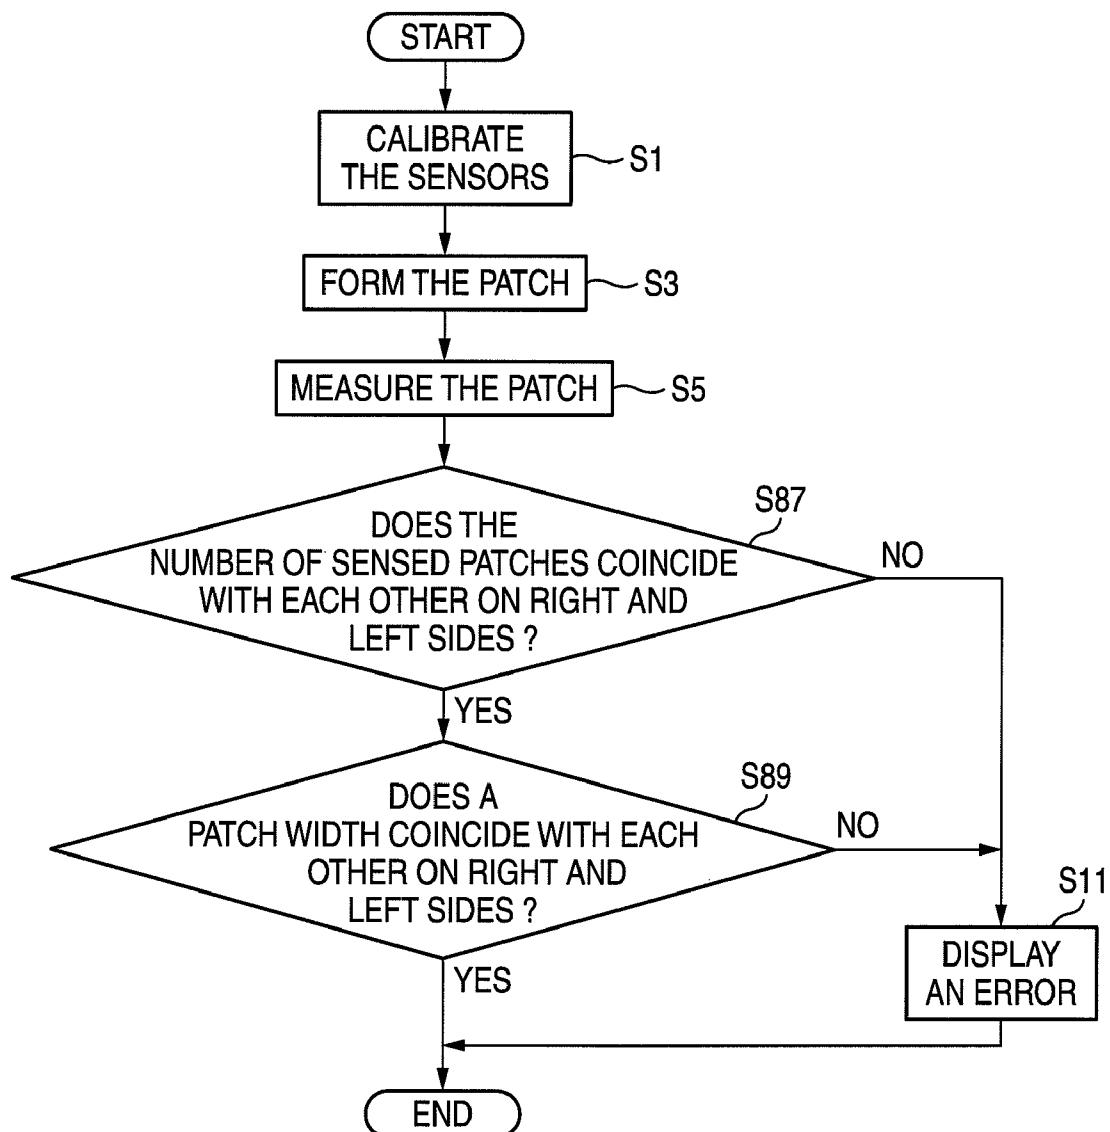 START
CALIBRATE
THE SENSORS
S1
FORM THE PATCH
S3
MEASURE THE PATCH
S5
S87
DOES THE
NUMBER OF SENSED PATCHES COINCIDE
WITH EACH OTHER ON RIGHT AND
LEFT SIDES ?
NO
YES
S89
DOES A
PATCH WIDTH COINCIDE WITH EACH
OTHER ON RIGHT AND
LEFT SIDES ?
NO
YES
S11
DISPLAY
AN ERROR
END